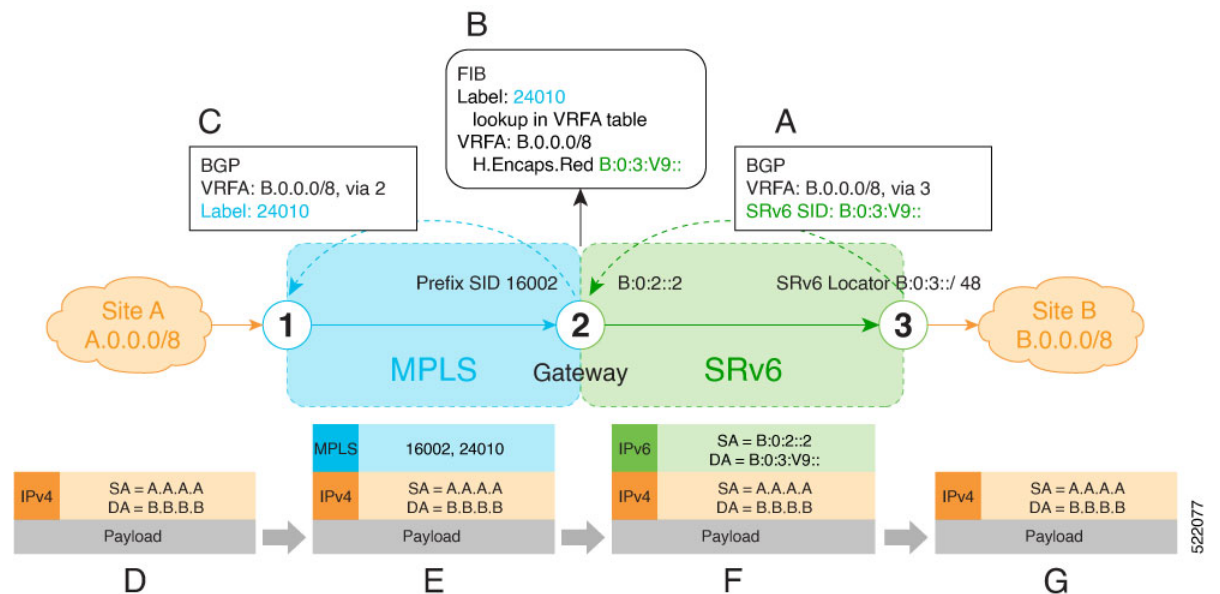 B
FIB
Label: 24010
lookup in VRFA table
VRFA: B.0.0.0/8
H.Encaps.Red B:0:3:V9::
C
BGP
VRFA: B.0.0.0/8, via 2
Label: 24010
A
BGP
VRFA: B.0.0.0/8, via 3
SRv6 SID: B:0:3:V9::
Prefix SID 16002
B:0:2::2
SRv6 Locator B:0:3::/ 48
Site A
A.0.0.0/8
1
2
3
Site B
B.0.0.0/8
MPLS
Gateway
SRv6
IPv4
SA = A.A.A.A
DA = B.B.B.B
Payload
D
MPLS
16002, 24010
IPv4
SA = A.A.A.A
DA = B.B.B.B
Payload
E
IPv6
SA = B:0:2::2
DA = B:0:3:V9::
IPv4
SA = A.A.A.A
DA = B.B.B.B
Payload
F
IPv4
SA = A.A.A.A
DA = B.B.B.B
Payload
G
522077